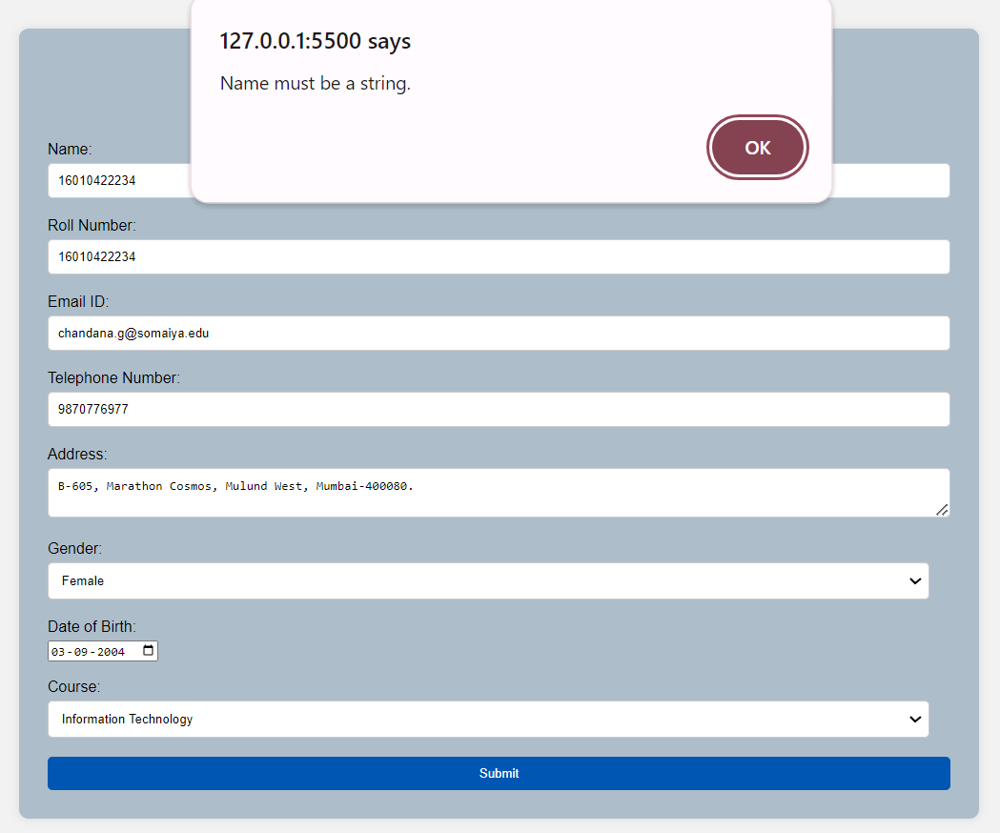 127.0.0.1:5500 says
Name must be a string.
OK
Name:
16010422234
Roll Number:
16010422234
Email ID:
chandana.g@somaiya.edu
Telephone Number:
9870776977
Address:
B-605, Marathon Cosmos, Mulund West, Mumbai-400080.
Gender:
Female
Date of Birth:
03-09-2004
Course:
Information Technology
Submit